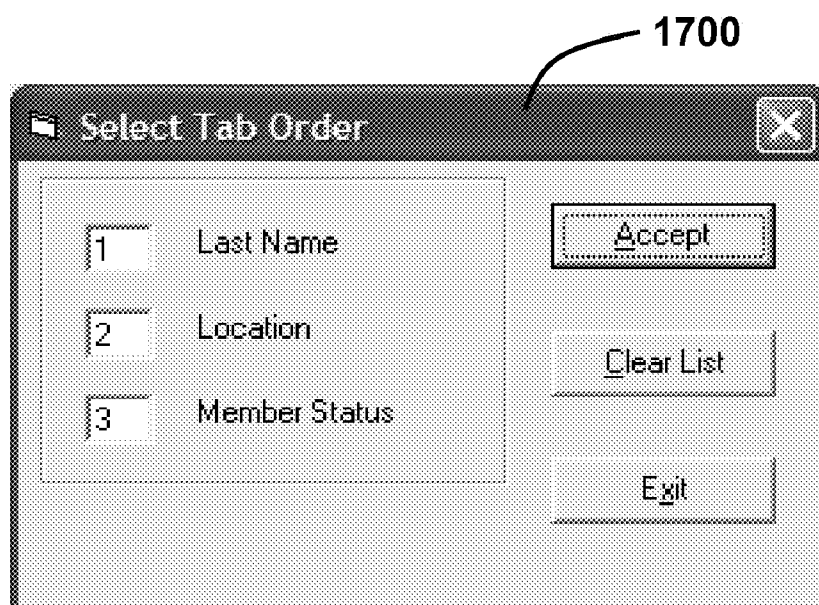 1700
Select Tab Order
1 Last Name
Accept
2 Location
Clear List
3 Member Status
Exit